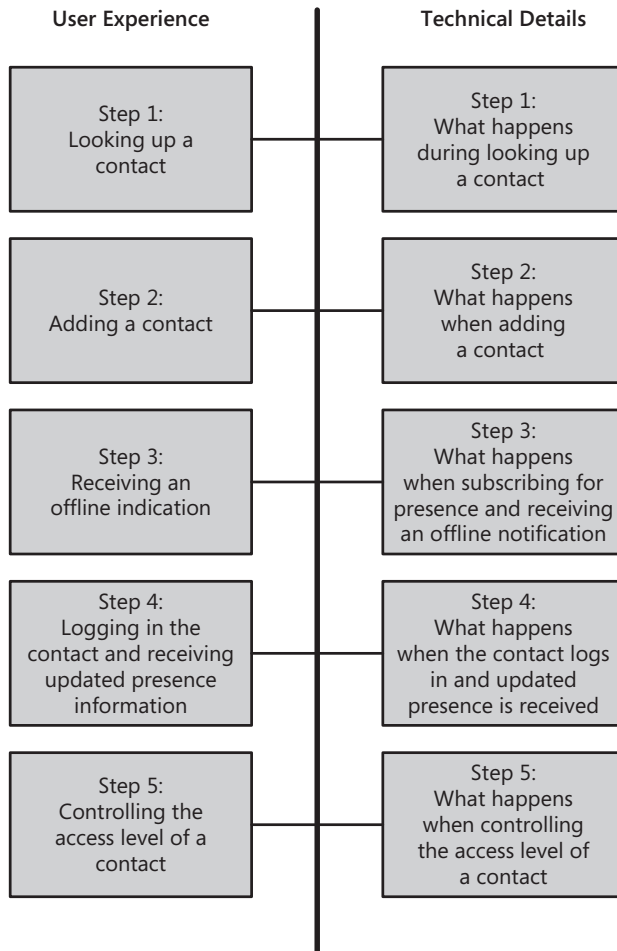 User Experience
Technical Details
Step 1:
Looking up a
contact
Step 1:
What happens
during looking up
a contact
Step 2:
Adding a contact
Step 2:
What happens
when adding
a contact
Step 3:
Receiving an
offline indication
Step 3:
What happens
when subscribing for
presence and receiving
an offline notification
Step 4:
Logging in the
contact and receiving
updated presence
information
Step 4:
What happens
when the contact logs
in and updated
presence is received
Step 5:
Controlling the
access level of a
contact
Step 5:
What happens
when controlling
the access level of
a contact